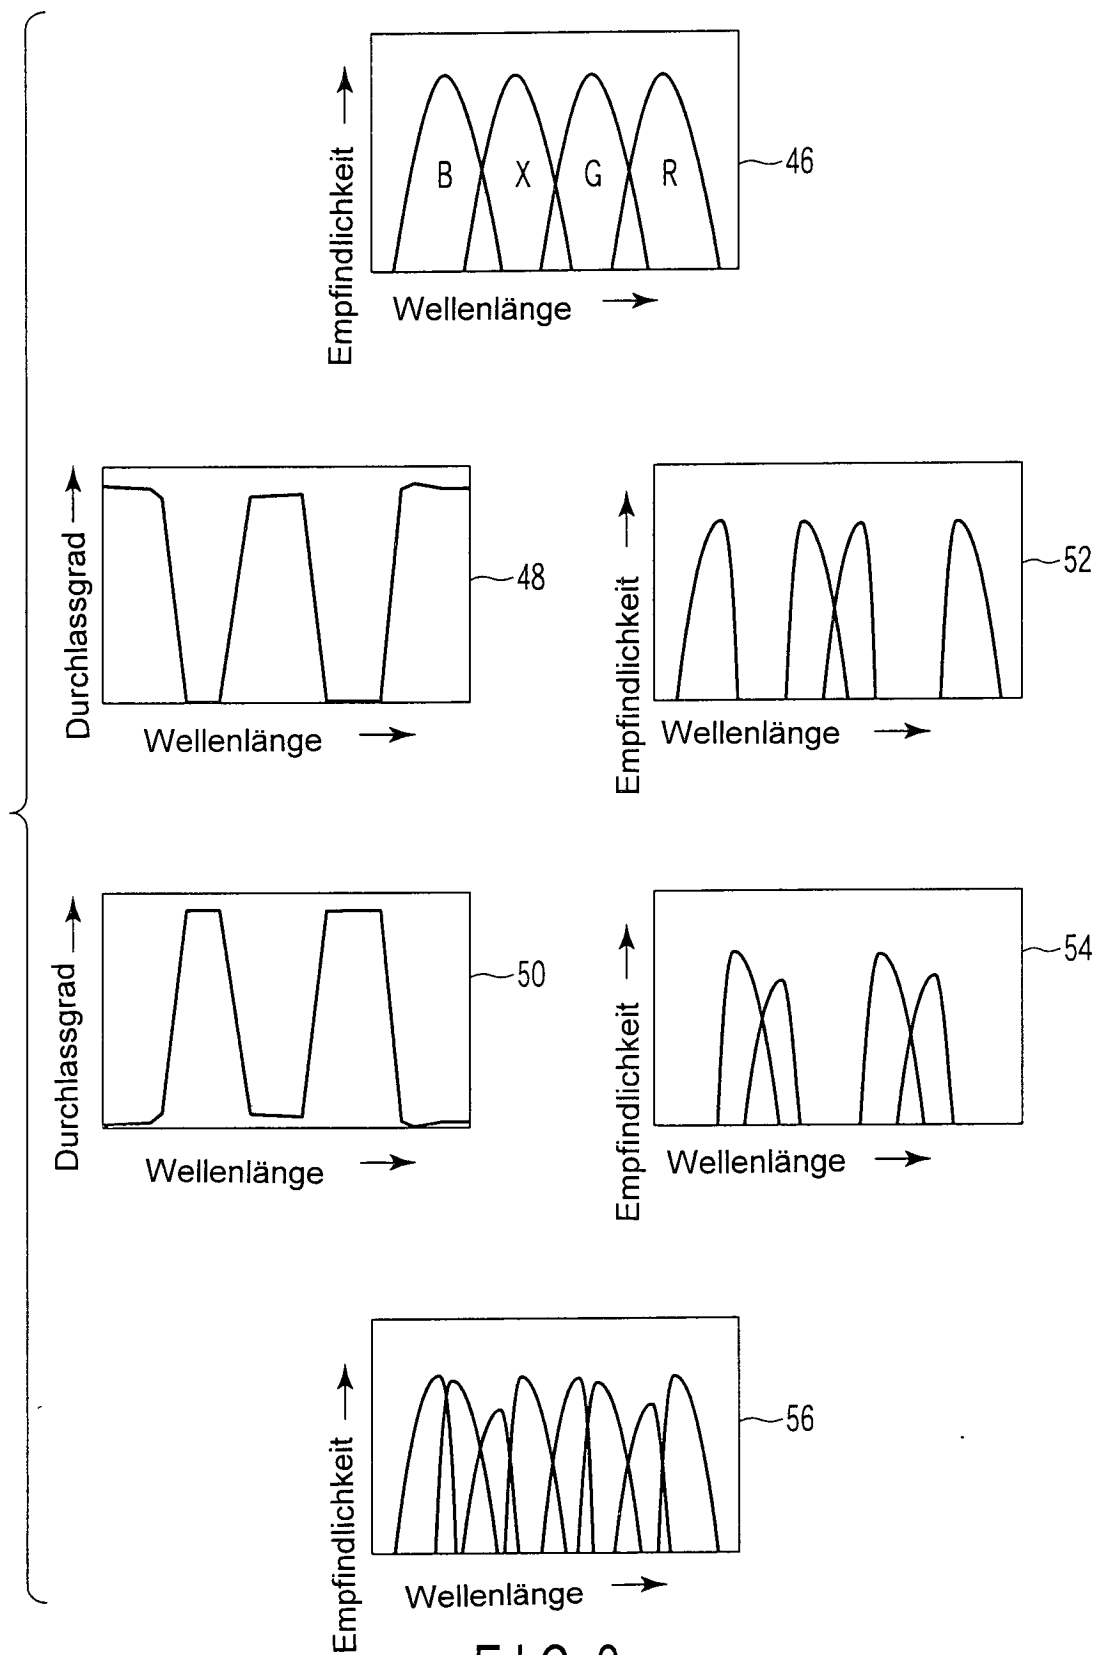 Empfindlichkeit
B X G R
46
Wellenlänge
Durchlassgrad
48
Wellenlänge
Empfindlichkeit
52
Wellenlänge
Durchlassgrad
50
Wellenlänge
Empfindlichkeit
54
Wellenlänge
Empfindlichkeit
56
Wellenlänge